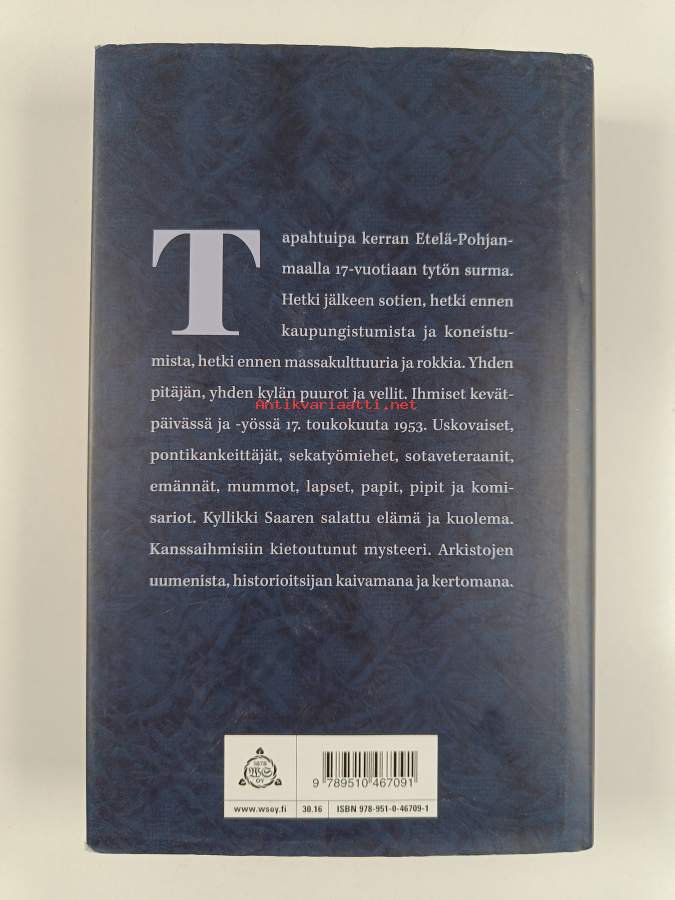 Tapahtuipa kerran Etelä-Pohjan-
maalla 17-vuotiaan tytön surma.
Hetki jälkeen sotien, hetki ennen
kaupungistumista ja koneistu-
mista, hetki ennen massakulttuuria ja rokkia. Yhden
pitäjän, yhden kylän puurot ja vellit. Ihmiset kevät-
Antikvariaatti.net
päivässä ja -yössä 17. toukokuuta 1953. Uskovaiset,
pontikankeittäjät, sekatyömiehet, sotaveteraanit,
emännät, mummot, lapset, papit, pipit ja komi-
sariot. Kyllikki Saaren salattu elämä ja kuolema.
Kanssaihmisiin kietoutunut mysteeri. Arkistojen
uumenista, historioitsijan kaivamana ja kertomana.
1878
WS
OY
9 789510 467091
www.wsoy.fi
30.16
ISBN 978-951-0-46709-1